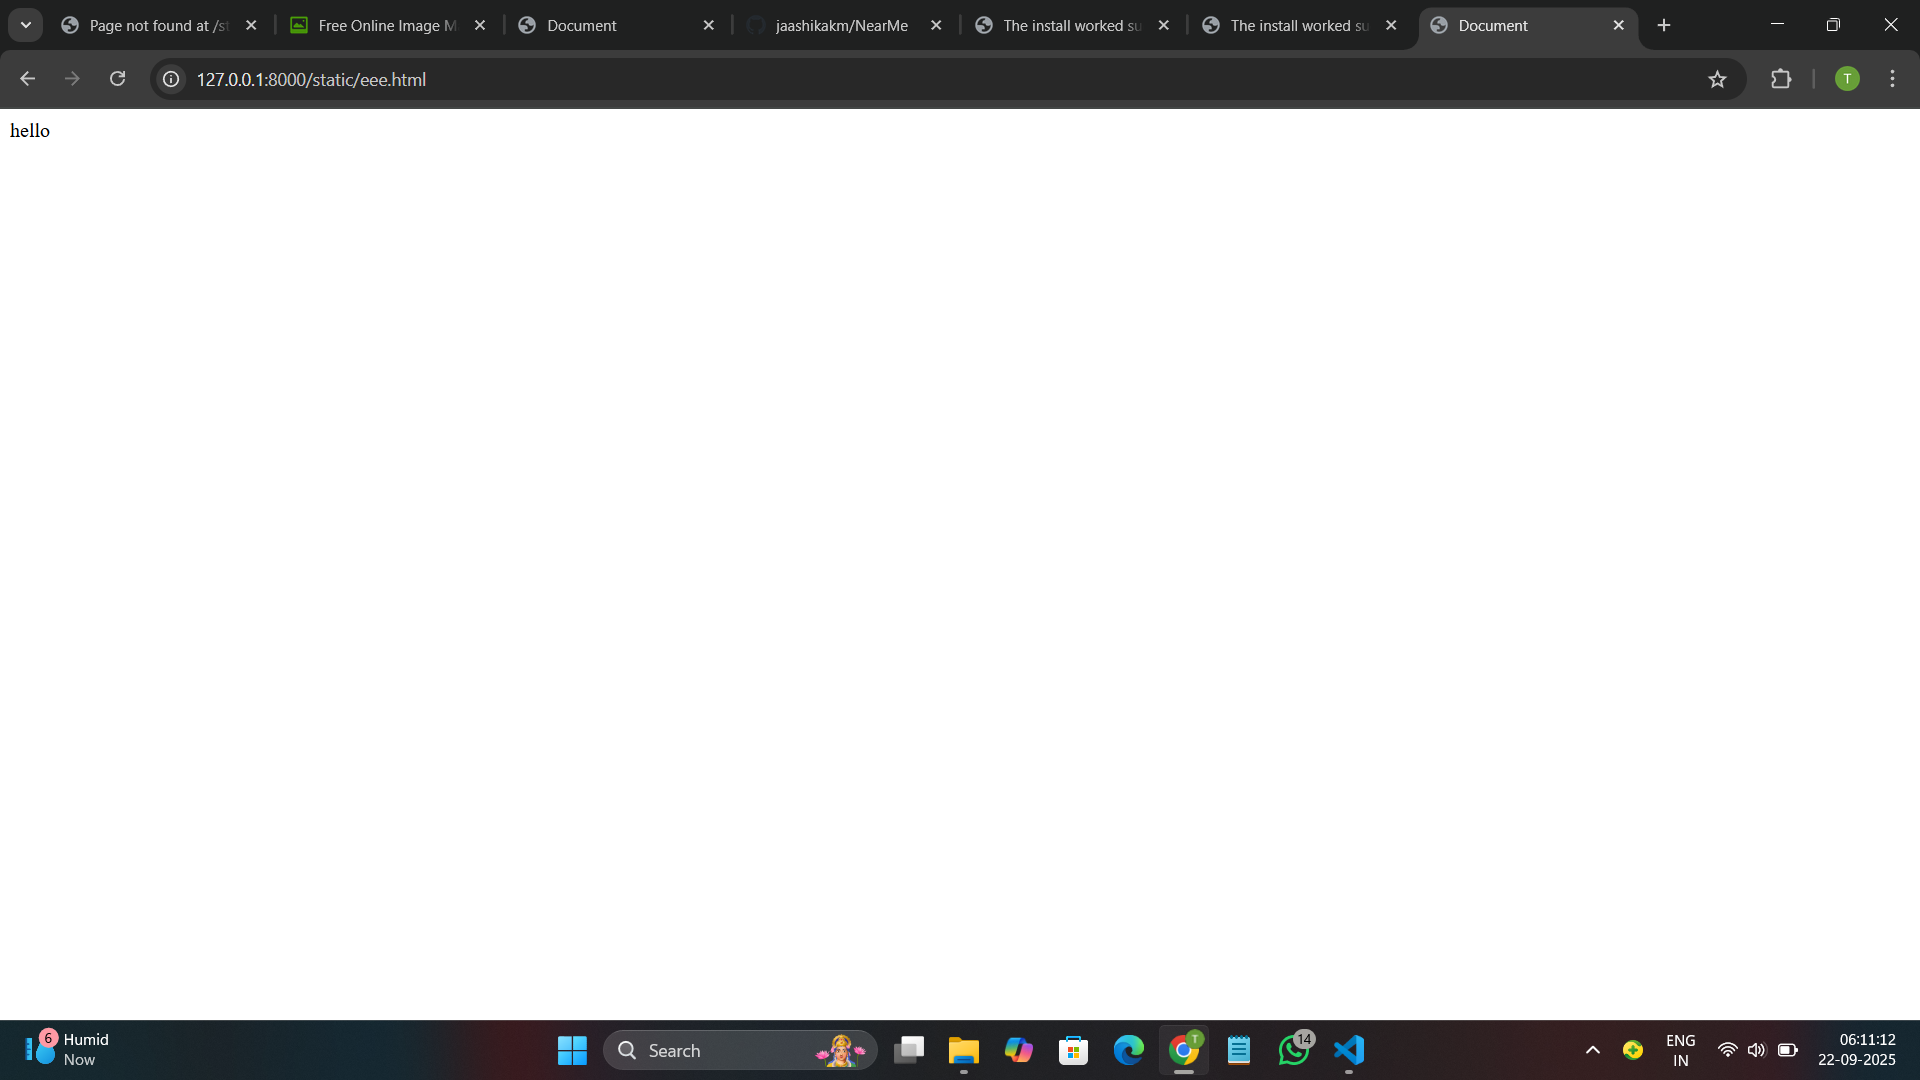 Page not found at /st
Free Online Image M
Document
jaashikakm/NearMe
The install worked su
The install worked su
Document
127.0.0.1:8000/static/eee.html
T
hello
6
Humid
Now
Search
T
14
ENG
IN
06:11:12
22-09-2025